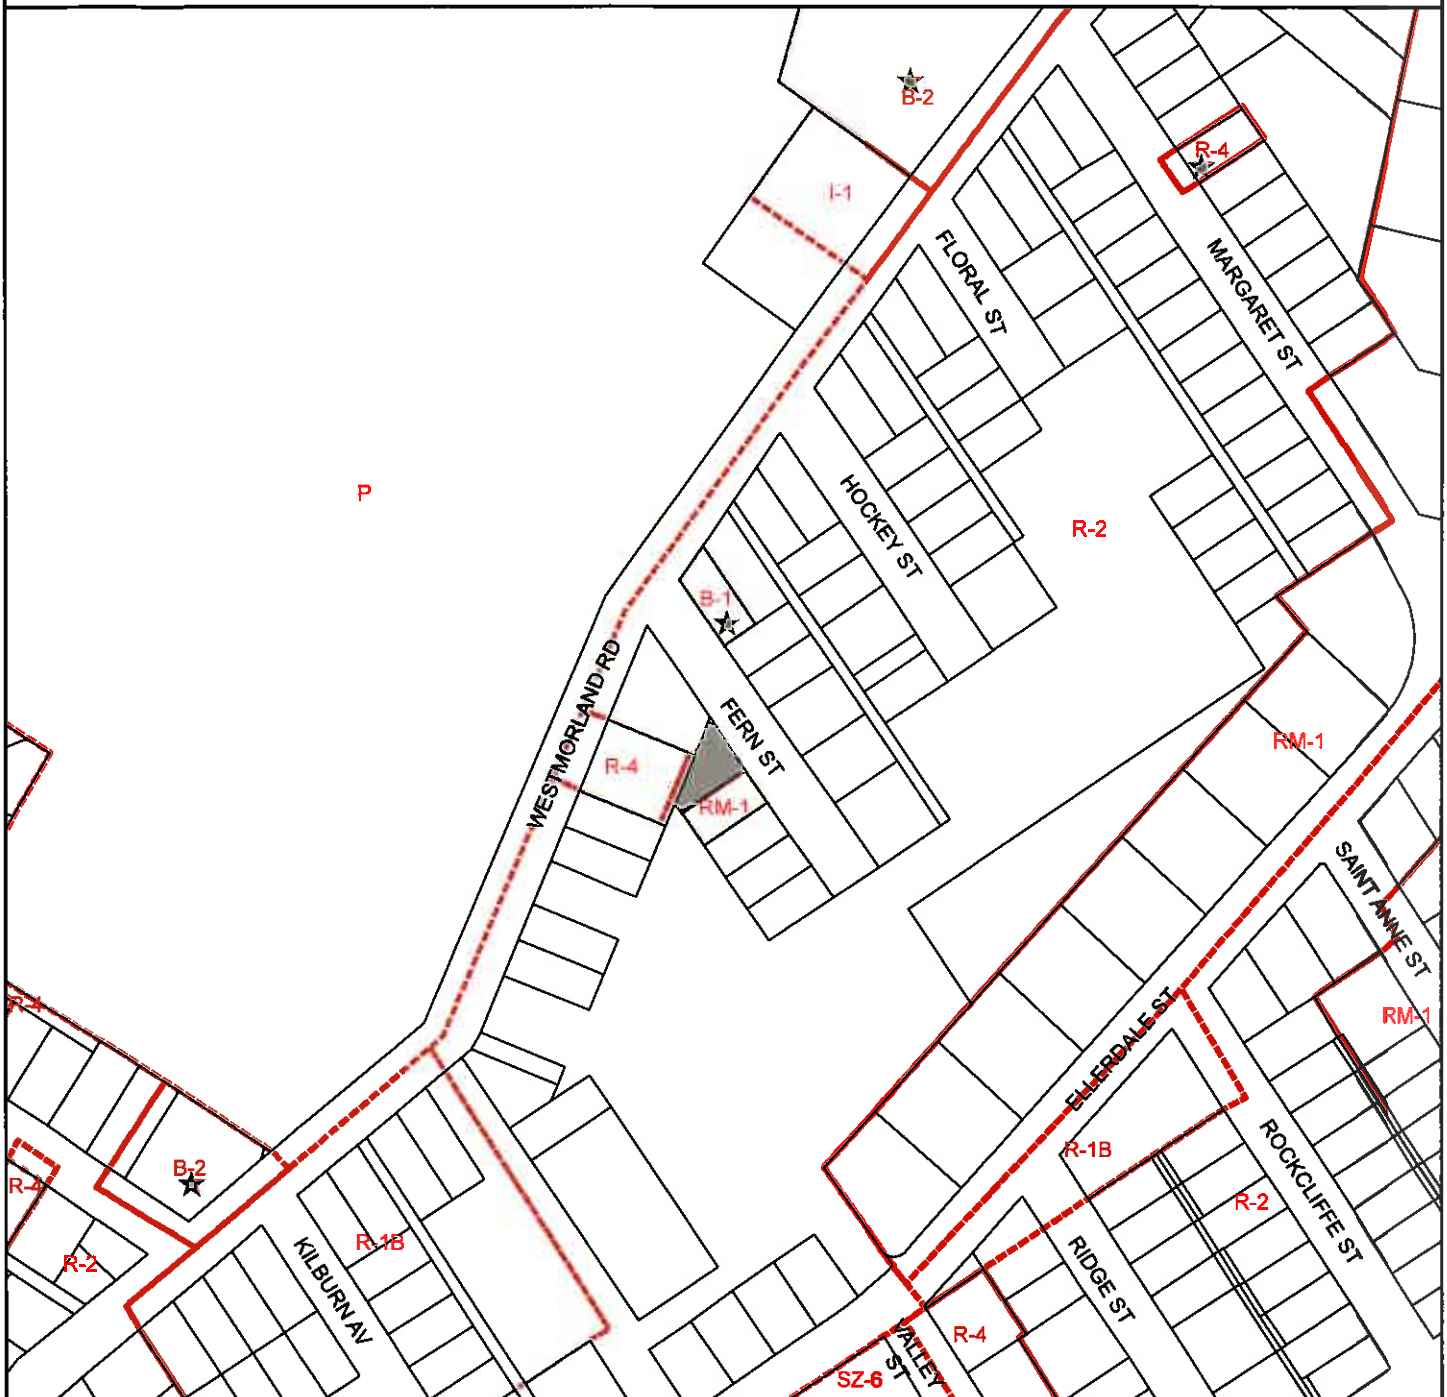 B-2
R-4
I-1
FLORAL ST
MARGARET ST
P
HOCKEY ST
R-2
B-1
WESTMORLAND RD
FERN ST
R-4
RM-1
RM-1
SAINT ANNE ST
R-4
RM-1
ELLERDALE ST
R-1B
ROCKCLIFFE ST
B-2
R-4
R-2
R-2
KILBURN AV
R-1B
RIDGE ST
R-4
VALLEY ST
SZ-6